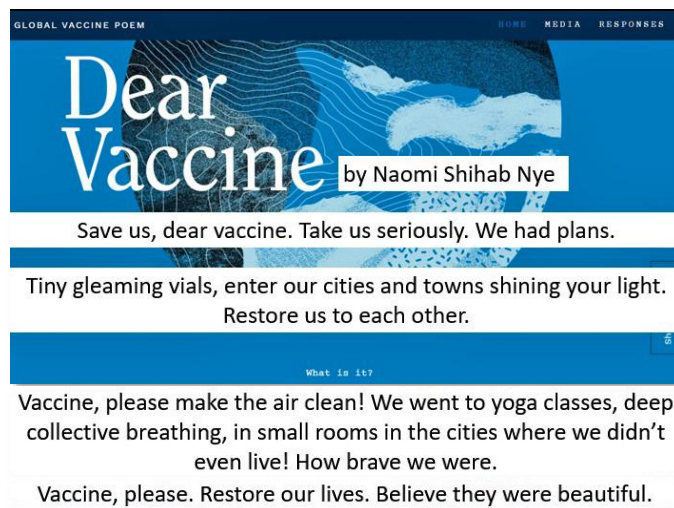 GLOBAL VACCINE POEM
HOME MEDIA RESPONSES
Dear
Vaccine
by Naomi Shihab Nye
Save us, dear vaccine. Take us seriously. We had plans.
Tiny gleaming vials, enter our cities and towns shining your light.
Restore us to each other.
Sh
What is it?
Vaccine, please make the air clean! We went to yoga classes, deep
collective breathing, in small rooms in the cities where we didn’t
even live! How brave we were.
Vaccine, please. Restore our lives. Believe they were beautiful.